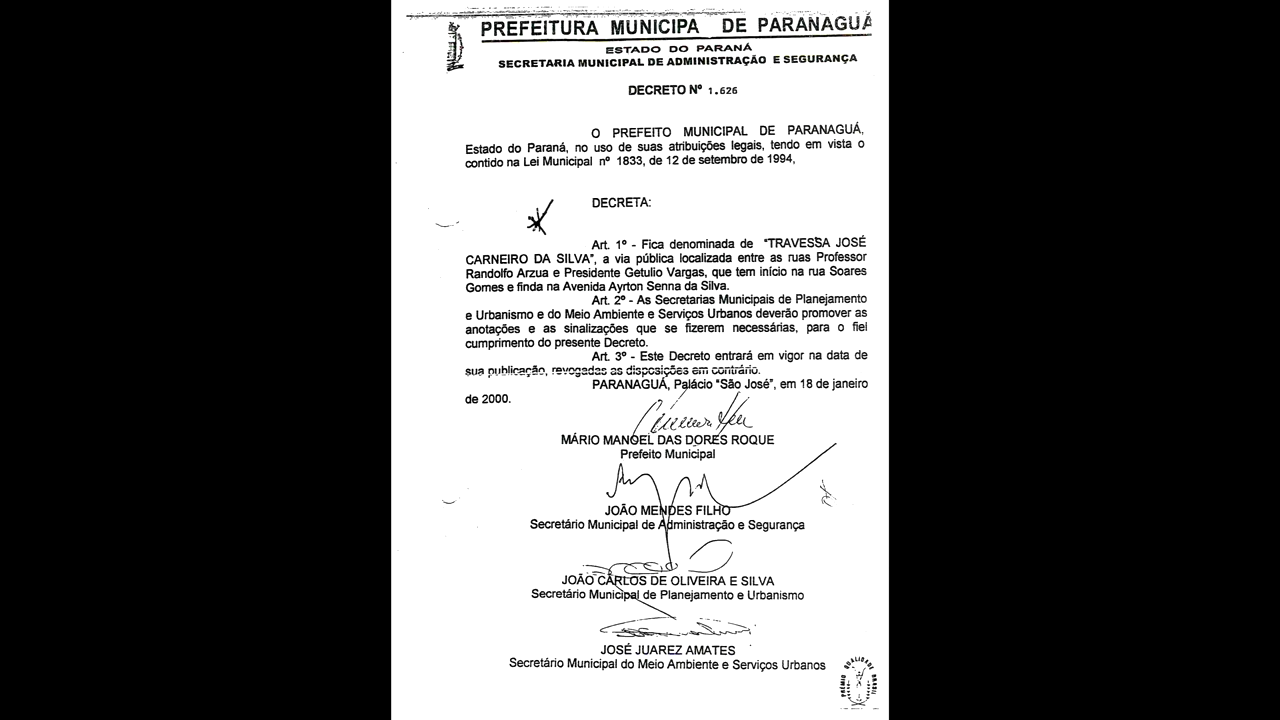 PREFEITURA MUNICIPA DE PARANAGUÁ
ESTADO DO PARANÁ
SECRETARIA MUNICIPAL DE ADMINISTRAÇÃO E SEGURANÇA
DECRETO Nº 1.626
O PREFEITO MUNICIPAL DE PARANAGUÁ,
Estado do Paraná, no uso de suas atribuições legais, tendo em vista o
contido na Lei Municipal nº 1833, de 12 de setembro de 1994,
DECRETA:
Art. 1º - Fica denominada de “TRAVESSA JOSÉ
CARNEIRO DA SILVA”, a via pública localizada entre as ruas Professor
Randolfo Arzua e Presidente Getulio Vargas, que tem início na rua Soares
Gomes e finda na Avenida Ayrton Senna da Silva.
Art. 2º - As Secretarias Municipais de Planejamento
e Urbanismo e do Meio Ambiente e Serviços Urbanos deverão promover as
anotações e as sinalizações que se fizerem necessárias, para o fiel
cumprimento do presente Decreto.
Art. 3º - Este Decreto entrará em vigor na data de
sua publicação, revogadas as disposições em contrário.
PARANAGUÁ, Palácio “São José”, em 18 de janeiro
de 2000.
MÁRIO MANOEL DAS DORES ROQUE
Prefeito Municipal
JOÃO MENDES FILHO
Secretário Municipal de Administração e Segurança
JOÃO CARLOS DE OLIVEIRA E SILVA
Secretário Municipal de Planejamento e Urbanismo
JOSÉ JUAREZ AMATES
Secretário Municipal do Meio Ambiente e Serviços Urbanos
PRÊMIO QUALIDADE BRASIL